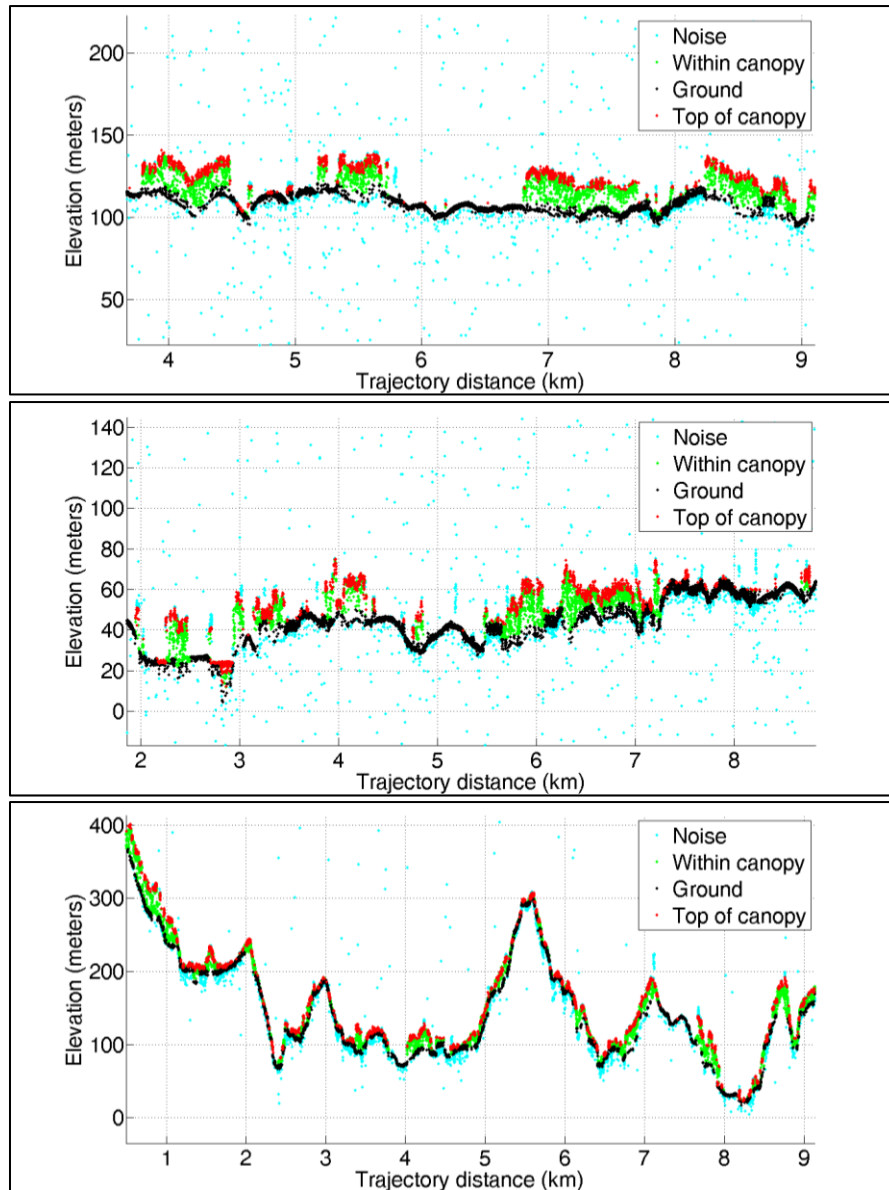 200
150
100
50
Elevation (meters)
Noise
Within canopy
Ground
Top of canopy
4 5 6 7 8 9
Trajectory distance (km)
140
120
100
80
60
40
20
0
Elevation (meters)
Noise
Within canopy
Ground
Top of canopy
2 3 4 5 6 7 8
Trajectory distance (km)
400
300
200
100
0
Elevation (meters)
Noise
Within canopy
Ground
Top of canopy
1 2 3 4 5 6 7 8 9
Trajectory distance (km)